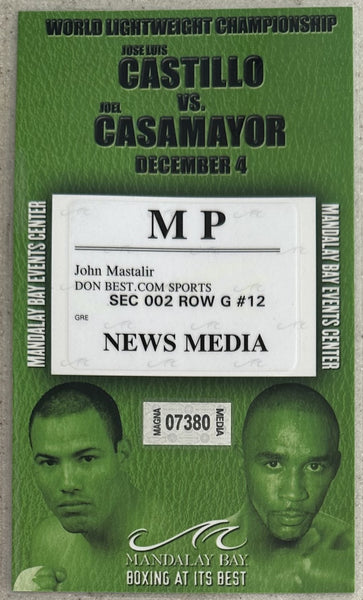 WORLD LIGHTWEIGHT CHAMPIONSHIP
JOSE LUIS
CASTILLO
VS.
JOEL
CASAMAYOR
DECEMBER 4
MANDALAY BAY EVENTS CENTER
M P
John Mastalir
DON BEST.COM SPORTS
SEC 002 ROW G #12
GRE
NEWS MEDIA
MANDALAY BAY EVENTS CENTER
MAGNA
07380
MEDIA
MANDALAY BAY
BOXING AT ITS BEST